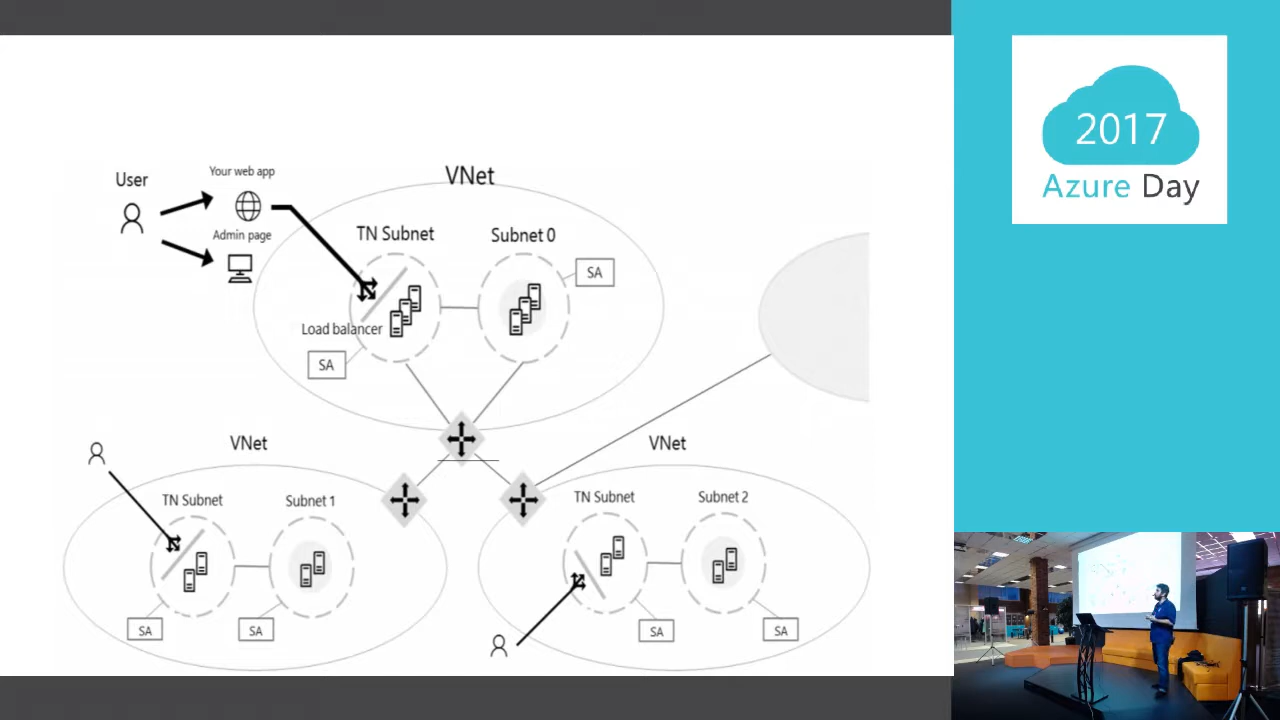 User
Your web app
Admin page
VNet
TN Subnet
Subnet 0
SA
Load balancer
SA
VNet
TN Subnet
Subnet 1
SA
SA
VNet
TN Subnet
Subnet 2
SA
SA
2017
Azure Day